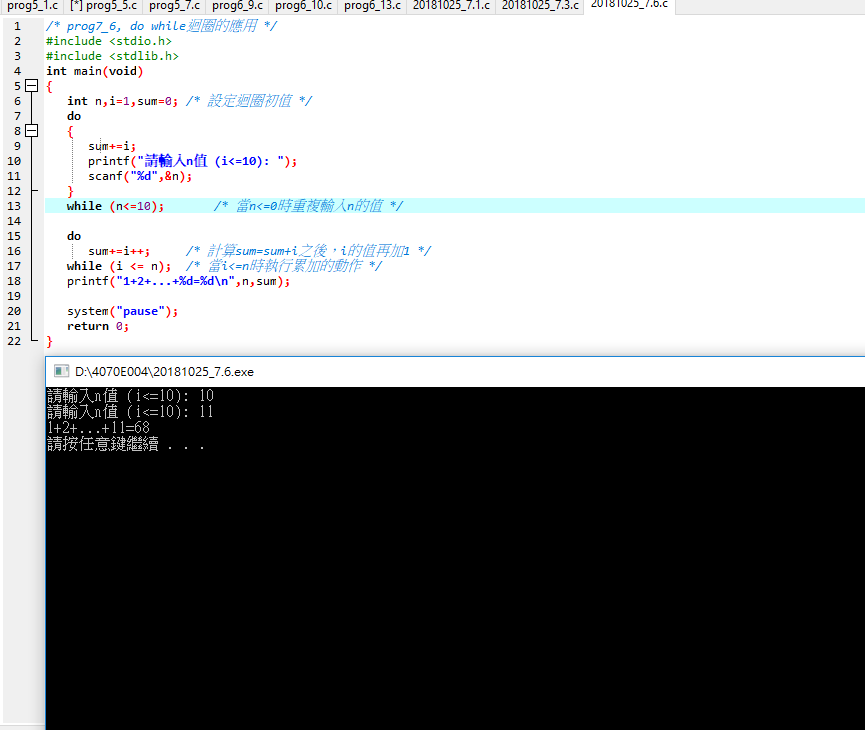 prog5_1.c [*] prog5_5.c prog5_7.c prog6_9.c prog6_10.c prog6_13.c 20181025_7.1.c 20181025_7.3.c 20181025_7.6.c
1 /* prog7_6, do while迴圈的應用 */
2 #include <stdio.h>
3 #include <stdlib.h>
4 int main(void)
5 {
6 int n,i=1,sum=0; /* 設定迴圈初值 */
7 do
8 {
9 sum+=i;
10 printf("請輸入n值 (i<=10): ");
11 scanf("%d",&n);
12 }
13 while (n<=10); /* 當n<=0時重複輸入n的值 */
14
15 do
16 sum+=i++; /* 計算sum=sum+i之後，i的值再加1 */
17 while (i <= n); /* 當i<=n時執行累加的動作 */
18 printf("1+2+...+%d=%d\n",n,sum);
19
20 system("pause");
21 return 0;
22 }
D:\4070E004\20181025_7.6.exe
請輸入n值 (i<=10): 10
請輸入n值 (i<=10): 11
1+2+...+11=68
請按任意鍵繼續 . . .